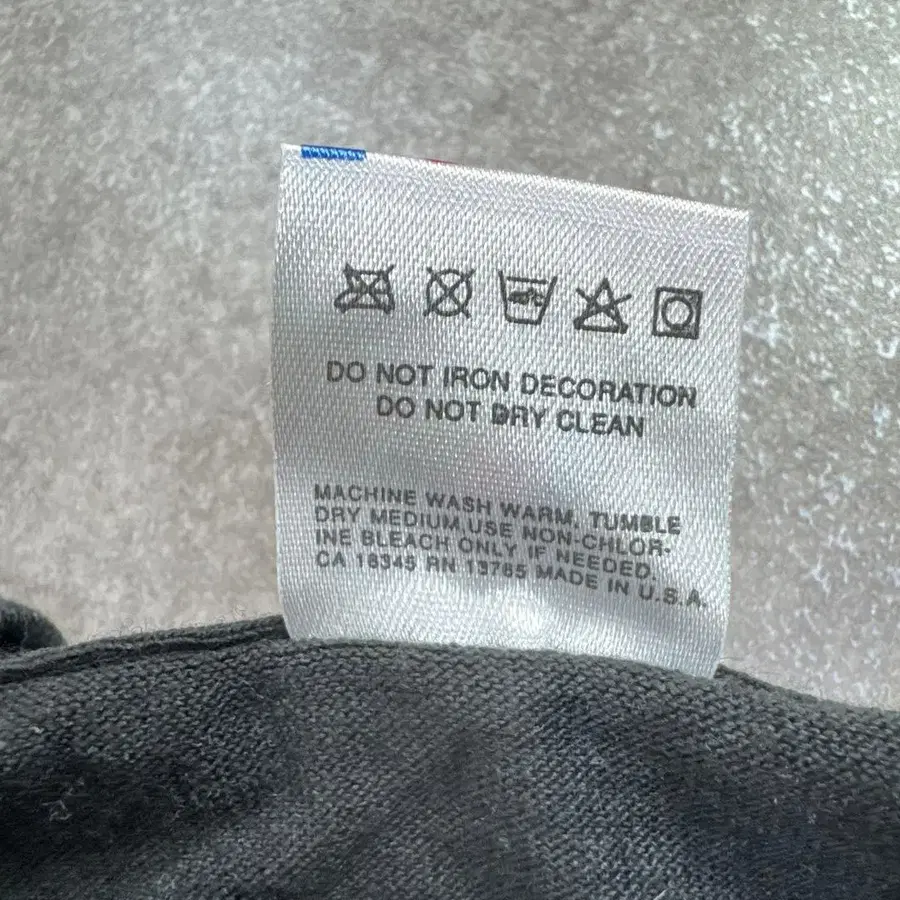 DO NOT IRON DECORATION
DO NOT DRY CLEAN
MACHINE WASH WARM, TUMBLE
DRY MEDIUM, USE NON-CHLOR-
INE BLEACH ONLY IF NEEDED.
CA 18345 RN 13765 MADE IN U.S.A.